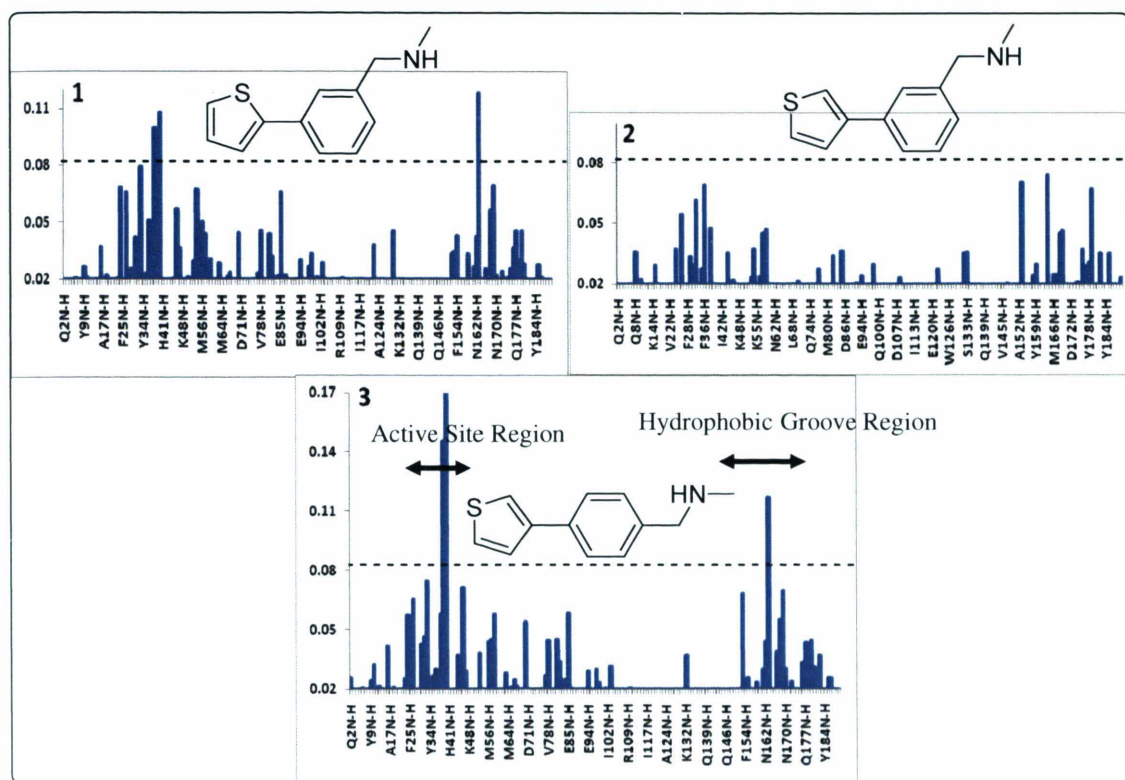 1
NH
S
0.11
0.08
0.05
0.02
Q2N-H
Y9N-H
A17N-H
F25N-H
Y34N-H
H41N-H
K48N-H
M56N-H
M64N-H
D71N-H
V78N-H
E85N-H
E94N-H
I102N-H
R109N-H
I117N-H
A124N-H
K132N-H
Q139N-H
Q146N-H
F154N-H
N162N-H
N170N-H
Q177N-H
Y184N-H
2
NH
S
0.08
0.05
0.02
Q2N-H
Q8N-H
K14N-H
V22N-H
F28N-H
F36N-H
I42N-H
K48N-H
K55N-H
N62N-H
L68N-H
Q74N-H
M80N-H
D86N-H
E94N-H
Q100N-H
D107N-H
I113N-H
E120N-H
W126N-H
S133N-H
Q139N-H
V145N-H
A152N-H
Y159N-H
M166N-H
D172N-H
Y178N-H
Y184N-H
3
Active Site Region
Hydrophobic Groove Region
HN
S
0.17
0.14
0.11
0.08
0.05
0.02
Q2N-H
Y9N-H
A17N-H
F25N-H
Y34N-H
H41N-H
K48N-H
M56N-H
M64N-H
D71N-H
V78N-H
E85N-H
E94N-H
I102N-H
R109N-H
I117N-H
A124N-H
K132N-H
Q139N-H
Q146N-H
F154N-H
N162N-H
N170N-H
Q177N-H
Y184N-H